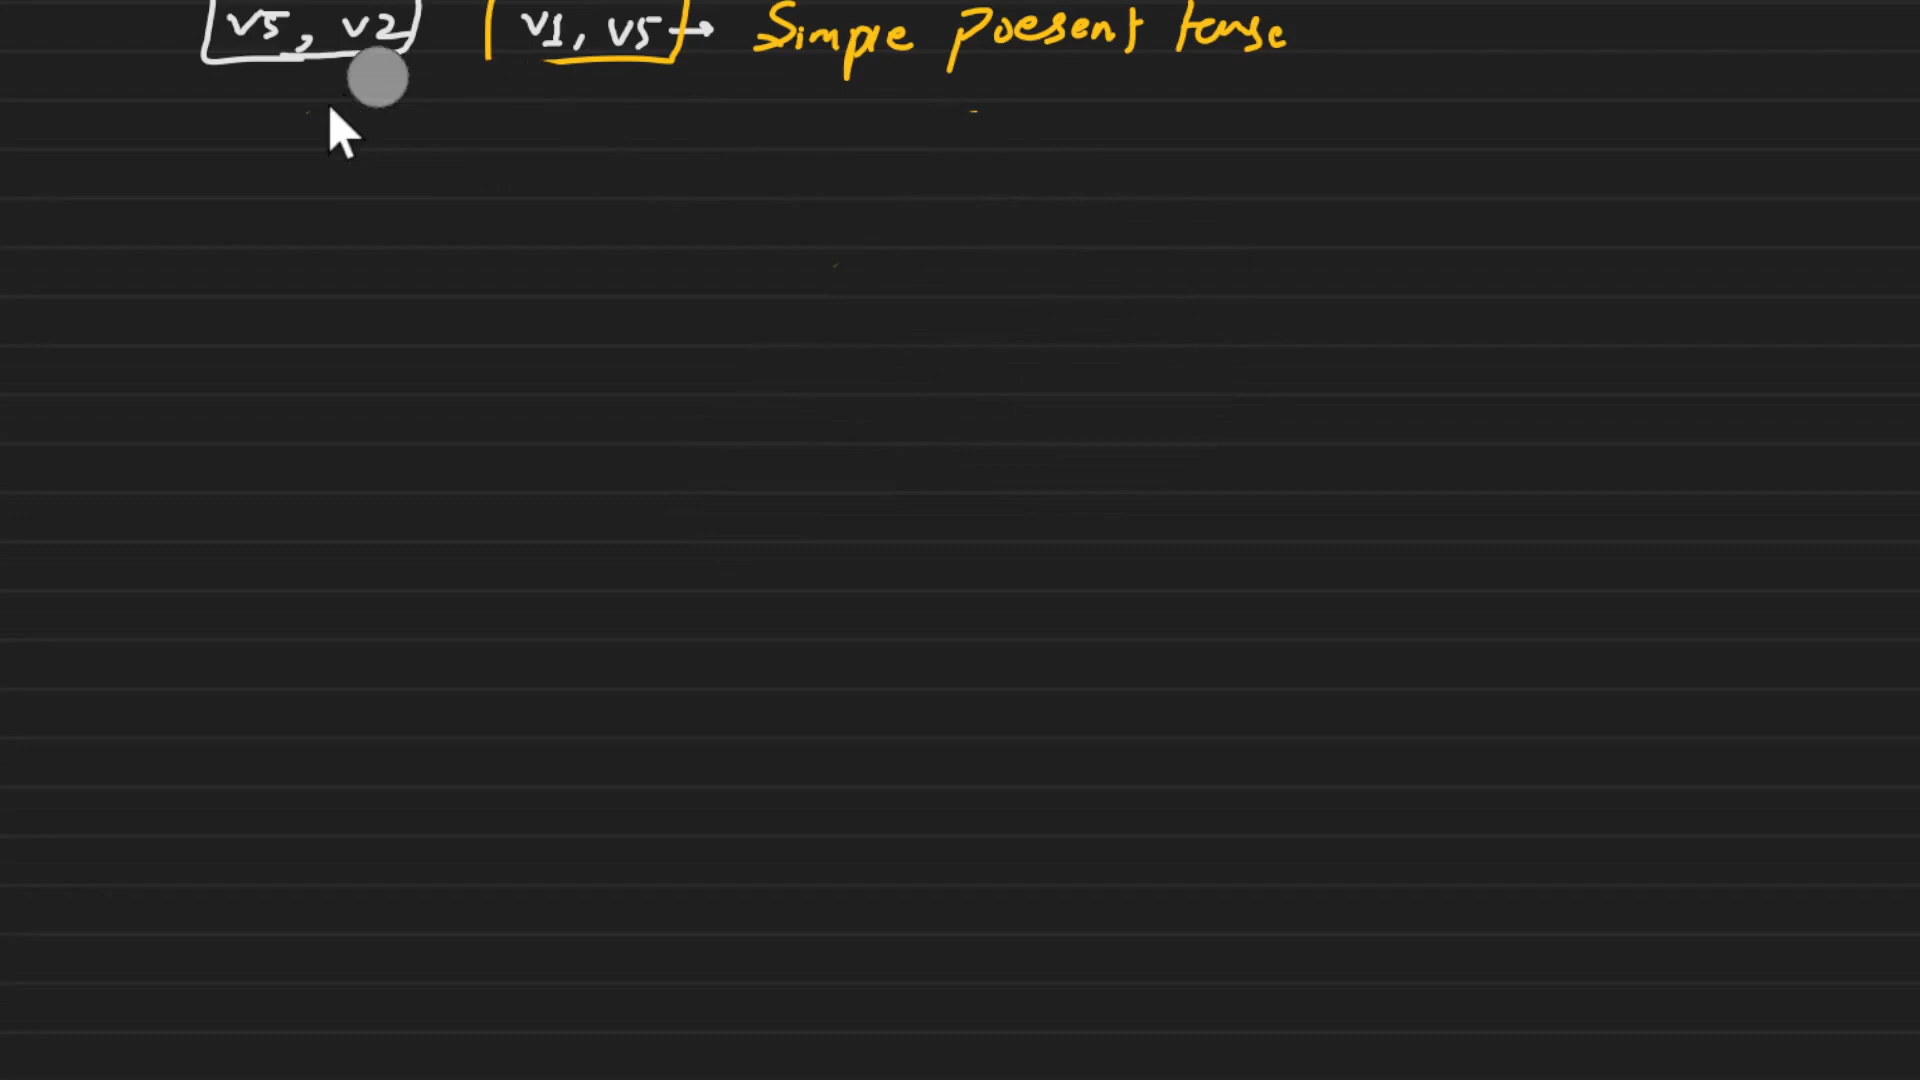 v5, v2 v1, v5 → Simple present tense